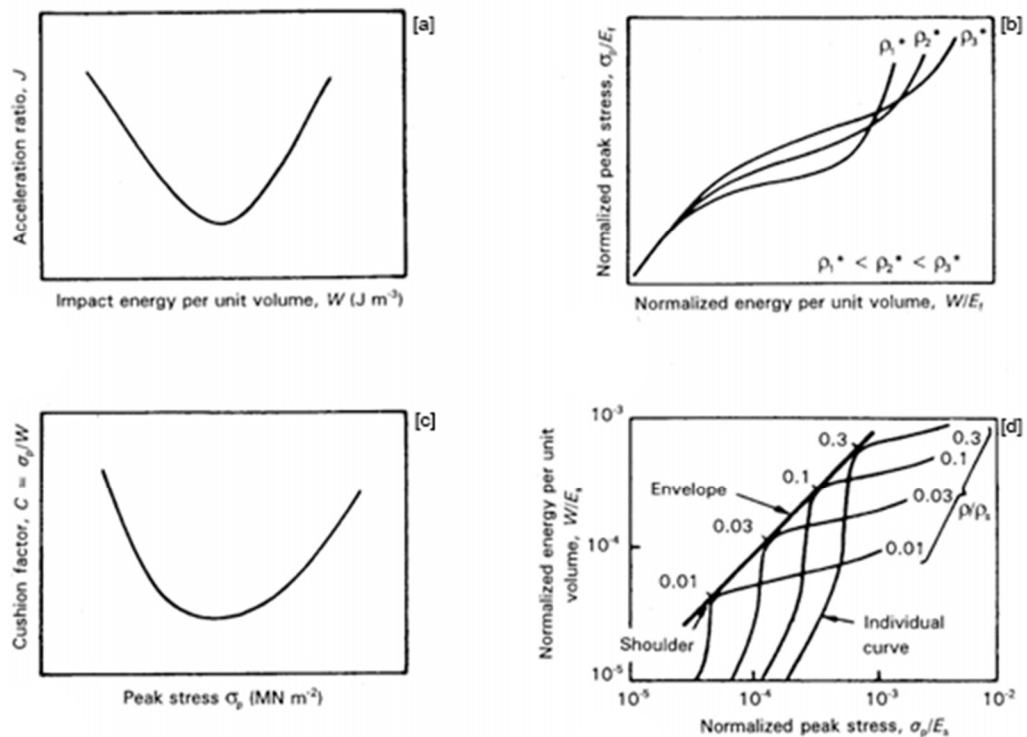 [a]
Acceleration ratio, J
Impact energy per unit volume, W (J m⁻³)
[b]
Normalized peak stress, σp/Ef
ρ₁* ρ₂* ρ₃*
ρ₁* < ρ₂* < ρ₃*
Normalized energy per unit volume, W/Ef
[c]
Cushion factor, C = σp/W
Peak stress σp (MN m⁻²)
[d]
Normalized energy per unit
volume, W/Es
10⁻³
10⁻⁴
10⁻⁵
0.3
0.1
0.03
0.01
Envelope
Shoulder
0.3
0.1
0.03
0.01
ρ/ρs
Individual
curve
10⁻⁵ 10⁻⁴ 10⁻³ 10⁻²
Normalized peak stress, σp/Es